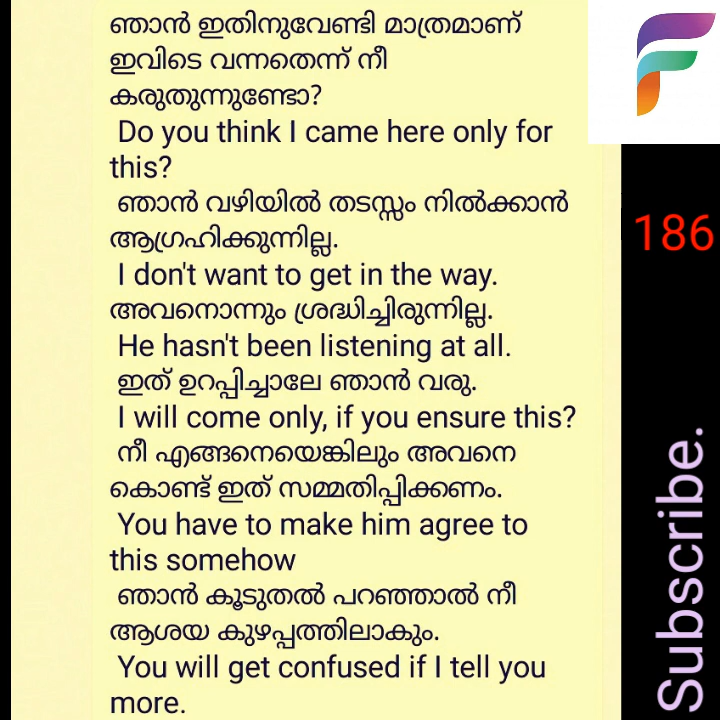 ഞാൻ ഇതിനുവേണ്ടി മാത്രമാണ്
ഇവിടെ വന്നതെന്ന് നീ
കരുതുന്നുണ്ടോ?
Do you think I came here only for
this?
ഞാൻ വഴിയിൽ തടസ്സം നിൽക്കാൻ
ആഗ്രഹിക്കുന്നില്ല.
I don't want to get in the way.
അവനൊന്നും ശ്രദ്ധിച്ചിരുന്നില്ല.
He hasn't been listening at all.
ഇത് ഉറപ്പിച്ചാലേ ഞാൻ വരു.
I will come only, if you ensure this?
നീ എങ്ങനെയെങ്കിലും അവനെ
കൊണ്ട് ഇത് സമ്മതിപ്പിക്കണം.
You have to make him agree to
this somehow
ഞാൻ കൂടുതൽ പറഞ്ഞാൽ നീ
ആശയ കുഴപ്പത്തിലാകും.
You will get confused if I tell you
more.
186
Subscribe.